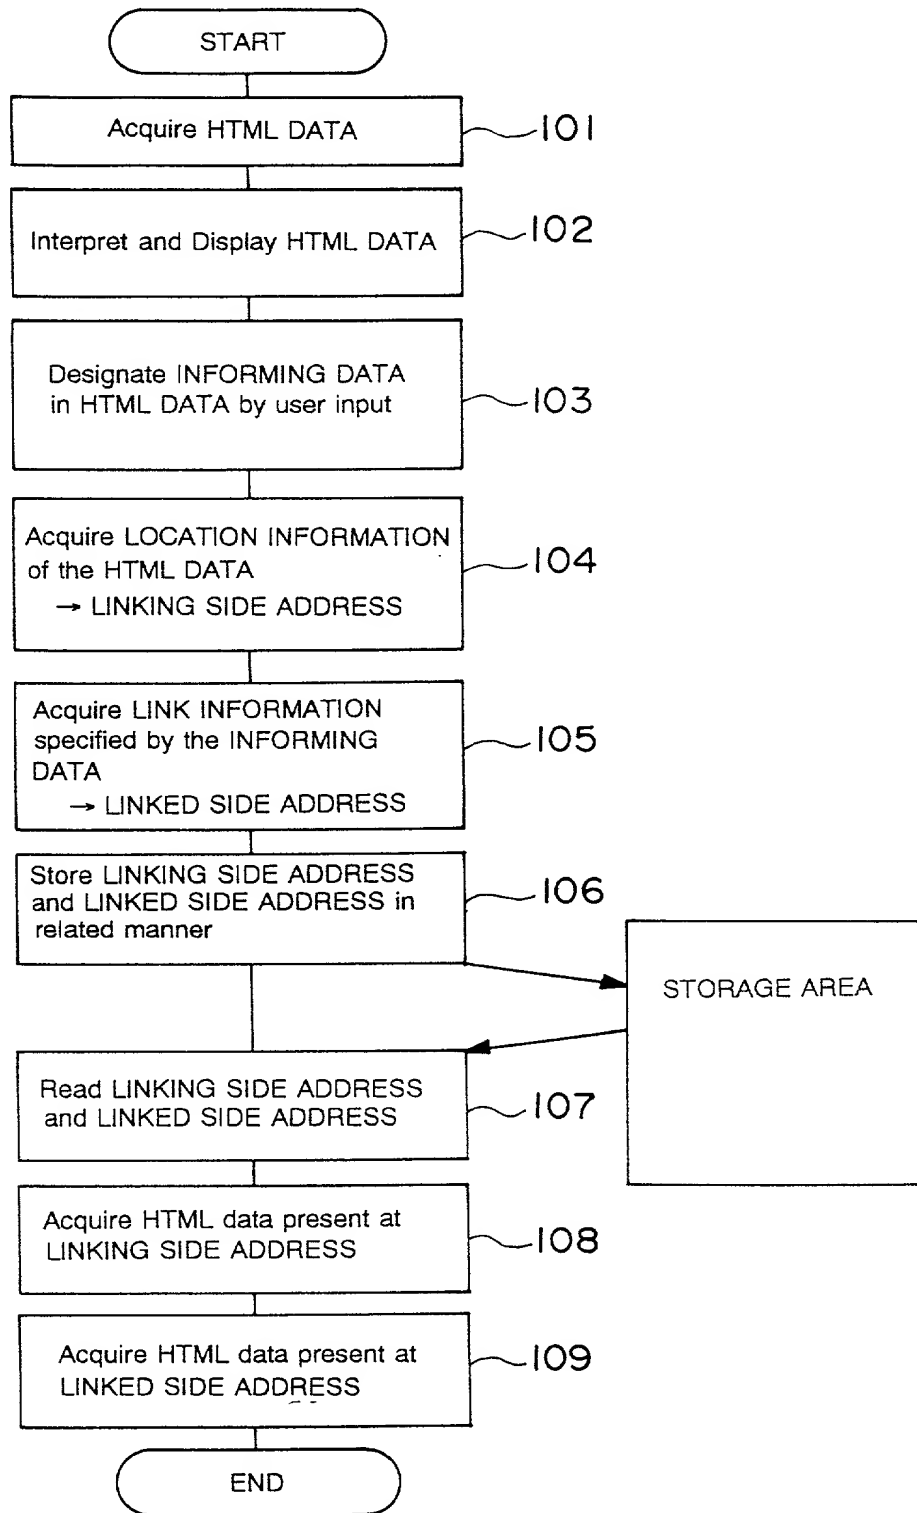 START
Acquire HTML DATA
101
Interpret and Display HTML DATA
102
Designate INFORMING DATA
in HTML DATA by user input
103
Acquire LOCATION INFORMATION
of the HTML DATA
→ LINKING SIDE ADDRESS
104
Acquire LINK INFORMATION
specified by the INFORMING
DATA
→ LINKED SIDE ADDRESS
105
Store LINKING SIDE ADDRESS
and LINKED SIDE ADDRESS in
related manner
106
STORAGE AREA
Read LINKING SIDE ADDRESS
and LINKED SIDE ADDRESS
107
Acquire HTML data present at
LINKING SIDE ADDRESS
108
Acquire HTML data present at
LINKED SIDE ADDRESS
109
END